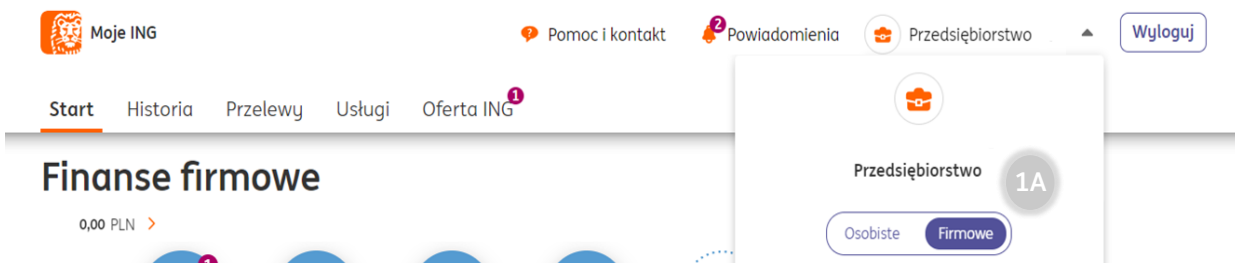 Moje ING
Pomoc i kontakt
2
Powiadomienia
Przedsiębiorstwo
Wyloguj
Start
Historia
Przelewy
Usługi
Oferta ING
1
Finanse firmowe
0,00 PLN
1
Przedsiębiorstwo
1A
Osobiste
Firmowe